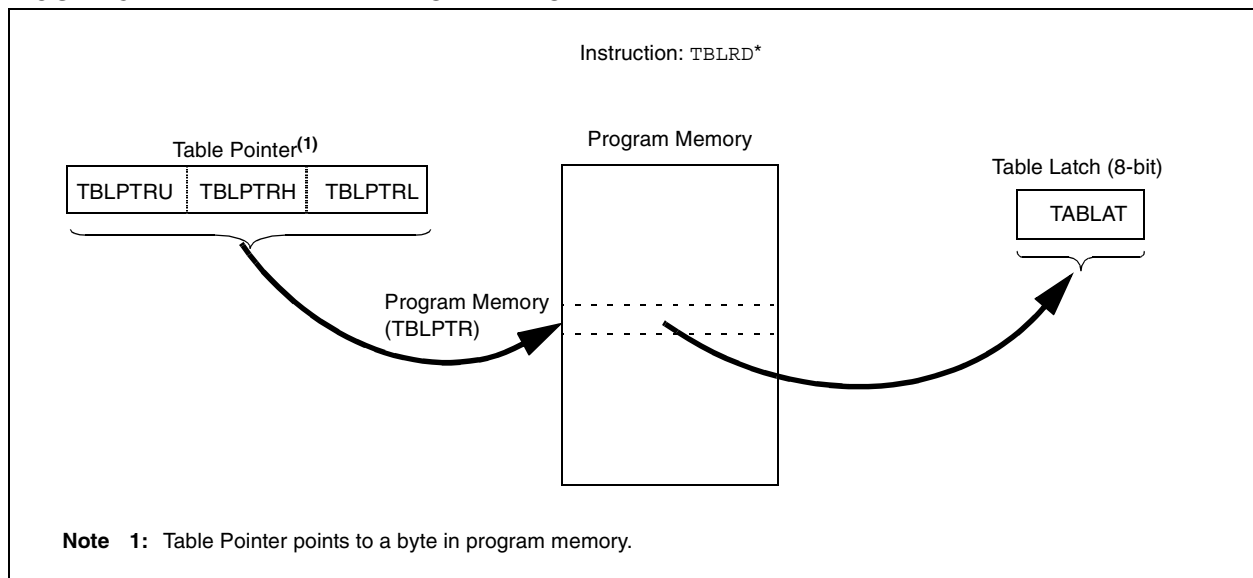 Instruction: TBLRD*
Table Pointer(1)
Program Memory
Table Latch (8-bit)
TBLPTRU TBLPTRH TBLPTRL
TABLAT
Program Memory
(TBLPTR)
Note 1: Table Pointer points to a byte in program memory.